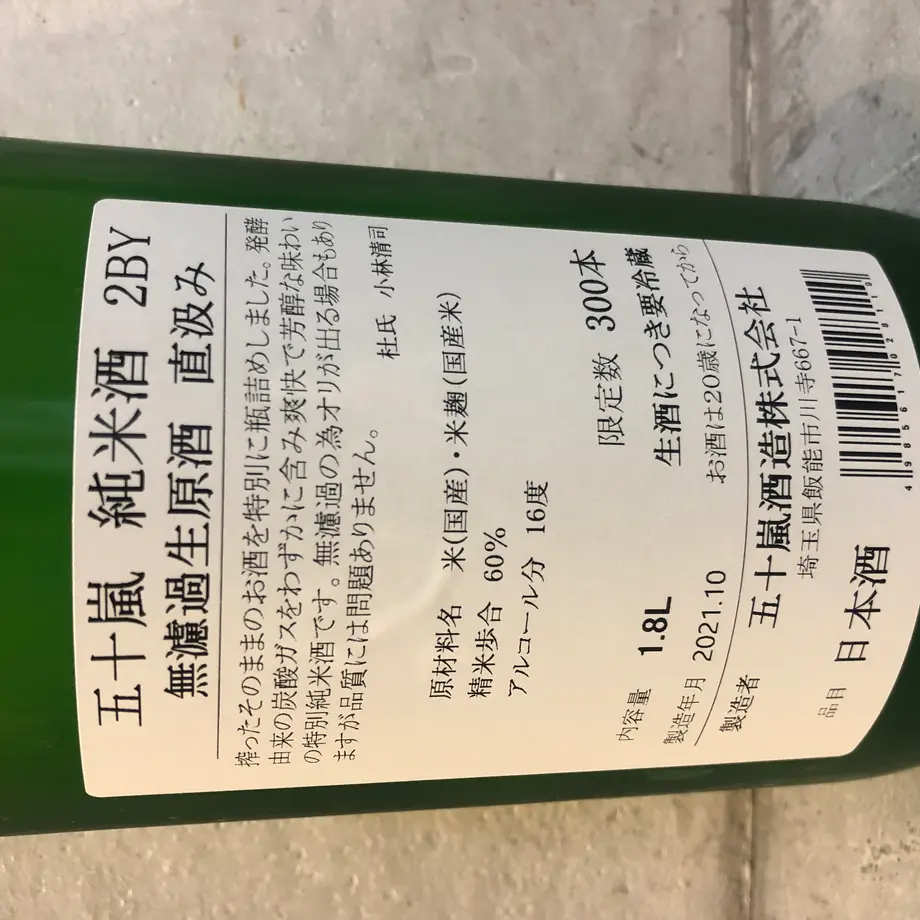 五十嵐 純米酒 2BY
無濾過生原酒 直汲み
搾ったそのままのお酒を特別に瓶詰めしました。発酵
由来の炭酸ガスをわずかに含み爽快で芳醇な味わい
の特別純米酒です。無濾過の為オリが出る場合もあり
ますが品質には問題ありません。
杜氏 小林清司
原材料名 米(国産)・米麹(国産米)
精米歩合 60%
アルコール分 16度
限定数 300本
内容量 1.8L 生酒につき要冷蔵
製造年月 2021.10 お酒は20歳になってから
製造者 五十嵐酒造株式会社
埼玉県飯能市川寺667-1
品目 日本酒